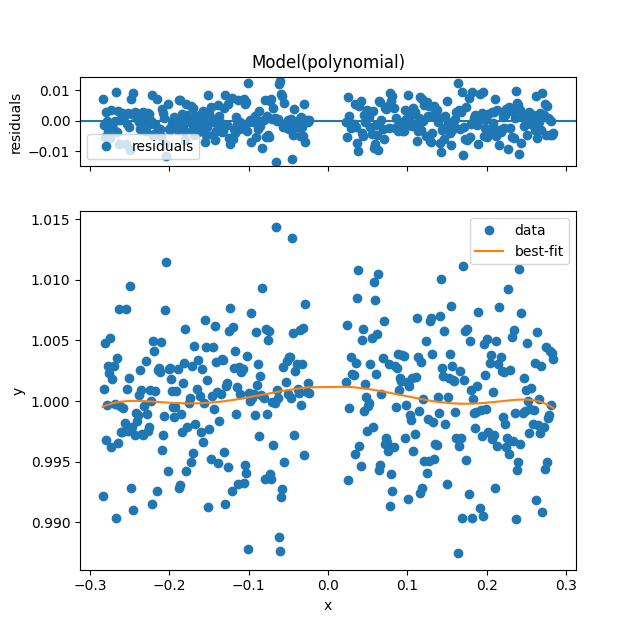 Model(polynomial)
residuals
0.01
0.00
−0.01
residuals
y
1.015
1.010
1.005
1.000
0.995
0.990
data
best-fit
−0.3 −0.2 −0.1 0.0 0.1 0.2 0.3
x